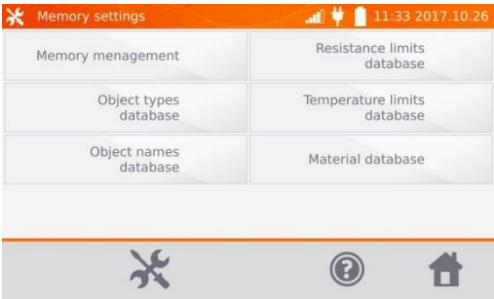 Memory settings
11:33 2017.10.26
Memory menagement
Resistance limits
database
Object types
database
Temperature limits
database
Object names
database
Material database
?